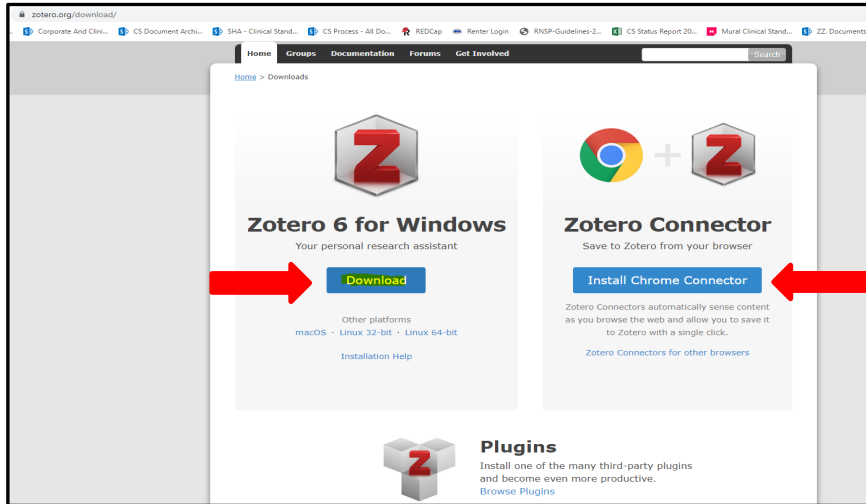 zotero.org/download/
Corporate And Clini... CS Document Archi... SHA - Clinical Stand... CS Process - All Do... REDCap Renter Login RNSP-Guidelines-2... CS Status Report 20... Mural Clinical Stand... ZZ. Documents
Home Groups Documentation Forums Get Involved Search
Home > Downloads
Z
Z
Zotero 6 for Windows
Your personal research assistant
Download
Other platforms
macOS · Linux 32-bit · Linux 64-bit
Installation Help
Zotero Connector
Save to Zotero from your browser
Install Chrome Connector
Zotero Connectors automatically sense content
as you browse the web and allow you to save it
to Zotero with a single click.
Zotero Connectors for other browsers
Z
Plugins
Install one of the many third-party plugins
and become even more productive.
Browse Plugins